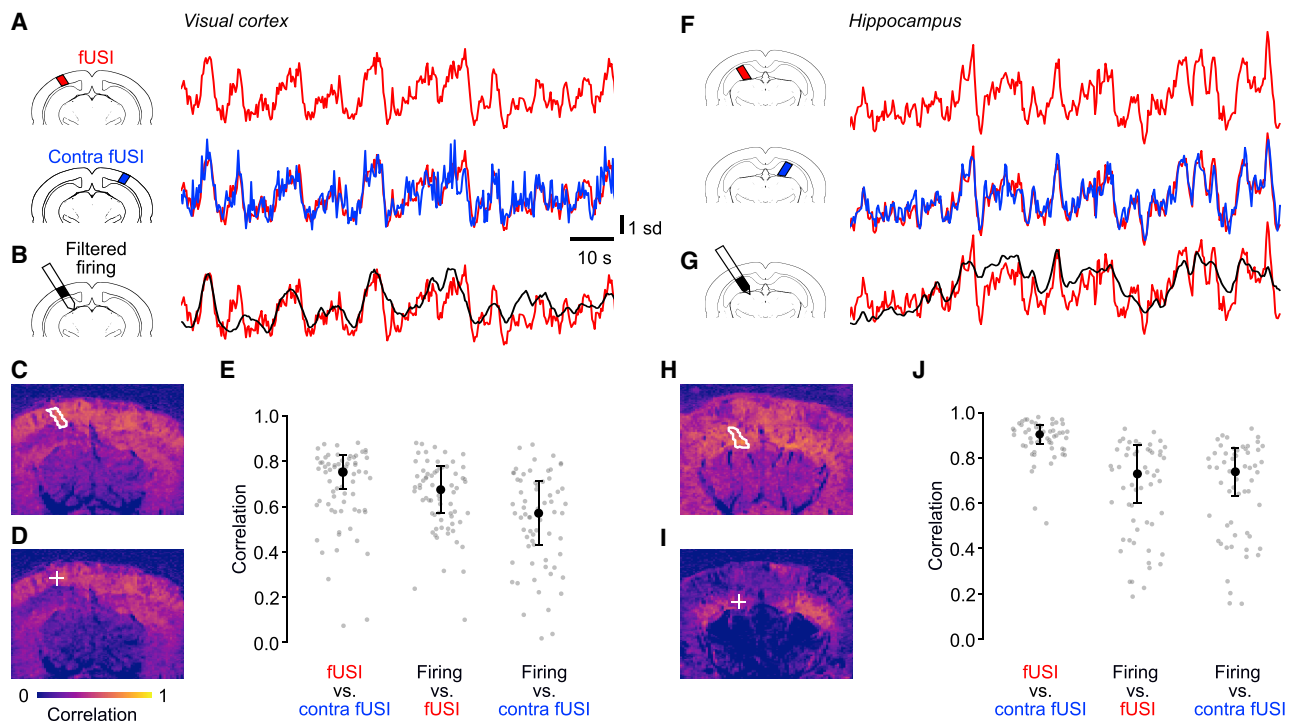 A
Visual cortex
fUSI
Contra fUSI
1 sd
10 s
B
Filtered
firing
C
D
0
1
Correlation
E
Correlation
1.0
0.8
0.6
0.4
0.2
0.0
fUSI
vs.
contra fUSI
Firing
vs.
fUSI
Firing
vs.
contra fUSI
F
Hippocampus
G
H
I
J
Correlation
1.0
0.8
0.6
0.4
0.2
0.0
fUSI
vs.
contra fUSI
Firing
vs.
fUSI
Firing
vs.
contra fUSI